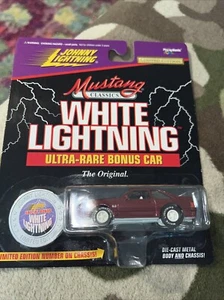 JOHNNY
LIGHTNING
Mustang
CLASSICS
WHITE
LIGHTNING
ULTRA-RARE BONUS CAR
The Original.
WHITE
LIGHTNING
LIMITED EDITION NUMBER ON CHASSIS!
DIE-CAST METAL
BODY AND CHASSIS!